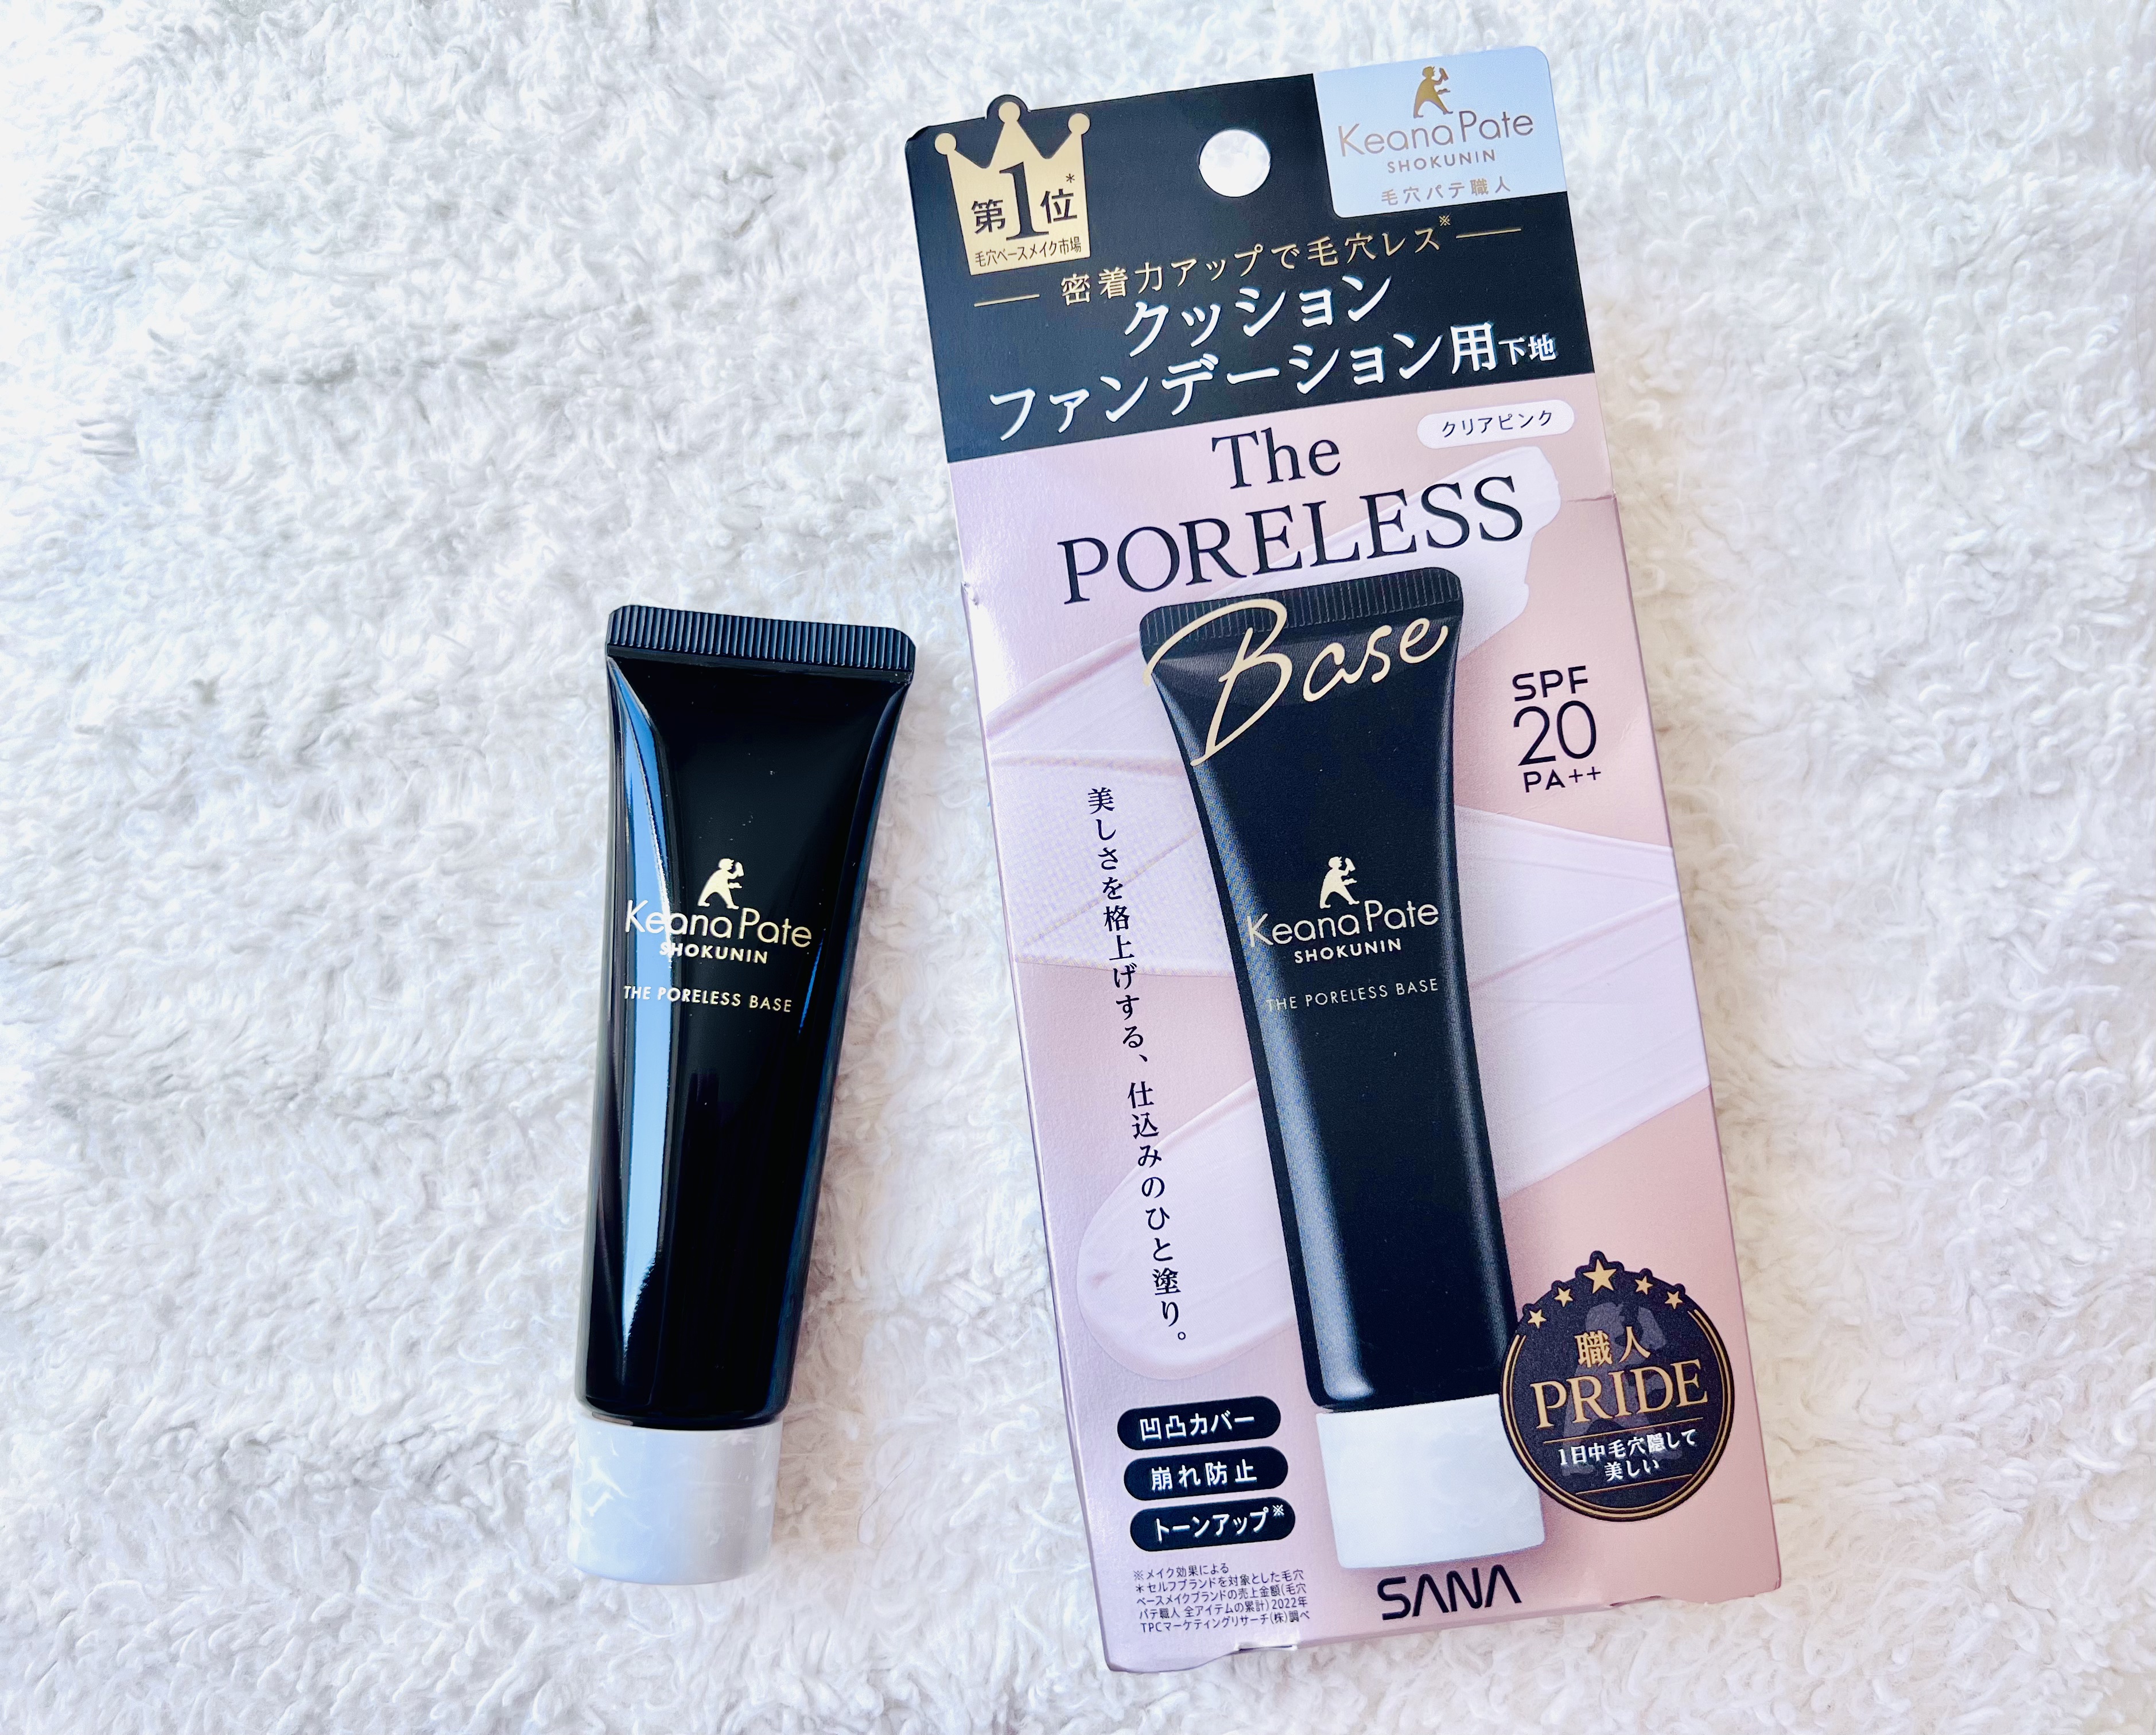 Keana Pate
SHOKUNIN
THE PORELESS BASE
第1位*
毛穴ベースメイク市場
Keana Pate
SHOKUNIN
毛穴パテ職人
密着力アップで毛穴レス※
クッション
ファンデーション用下地
クリアピンク
The
PORELESS
Base
SPF
20
PA++
美しさを格上げする、仕込みのひと塗り。
Keana Pate
SHOKUNIN
THE PORELESS BASE
職人
PRIDE
1日中毛穴隠して
美しい
凹凸カバー
崩れ防止
トーンアップ※
※メイク効果による
*セルフブランドを対象とした毛穴
ベースメイクブランドの売上金額(毛穴
パテ職人 全アイテムの累計)2022年
TPCマーケティングリサーチ(株)調べ
SANA